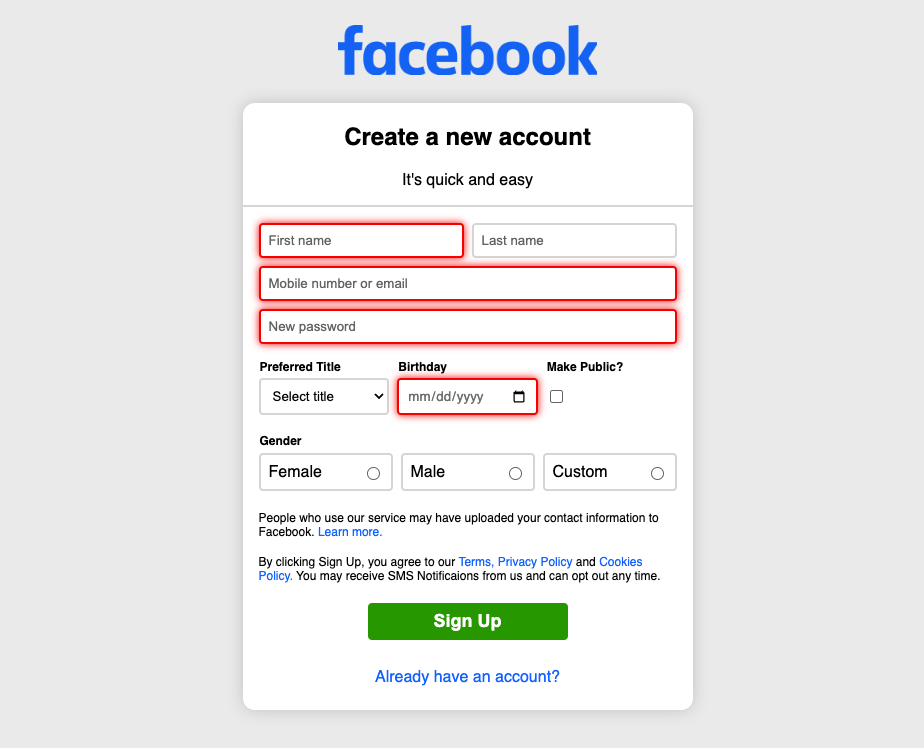 facebook
Create a new account
It's quick and easy
First name
Last name
Mobile number or email
New password
Preferred Title
Birthday
Make Public?
Select title
mm/dd/yyyy
Gender
Female
Male
Custom
People who use our service may have uploaded your contact information to
Facebook. Learn more.
By clicking Sign Up, you agree to our Terms, Privacy Policy and Cookies
Policy. You may receive SMS Notificaions from us and can opt out any time.
Sign Up
Already have an account?